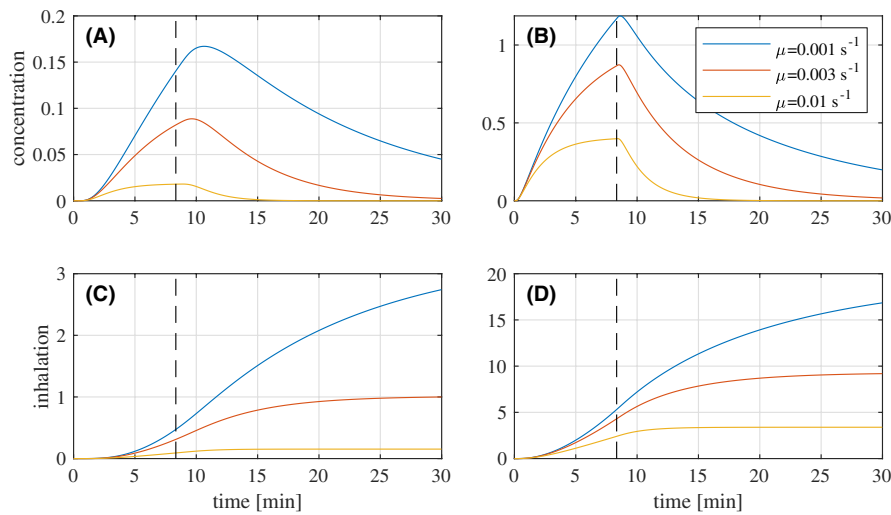 (A)
concentration
0.2
0.15
0.1
0.05
0
0 5 10 15 20 25 30
(B)
1
0.5
0
0 5 10 15 20 25 30
μ=0.001 s-1
μ=0.003 s-1
μ=0.01 s-1
(C)
inhalation
3
2
1
0
0 5 10 15 20 25 30
time [min]
(D)
20
15
10
5
0
0 5 10 15 20 25 30
time [min]